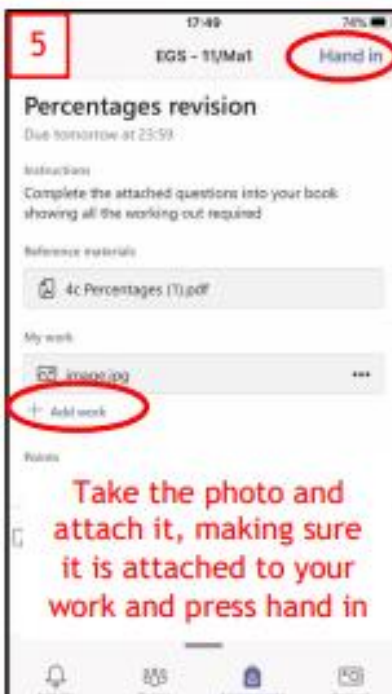 5
17:49
74%
EGS - 11/Ma1
Hand in
Percentages revision
Due tomorrow at 23:59
Instructions
Complete the attached questions into your book
showing all the working out required
Reference materials
4c Percentages (1).pdf
My work
image.jpg
+ Add work
Points
Take the photo and
attach it, making sure
it is attached to your
work and press hand in